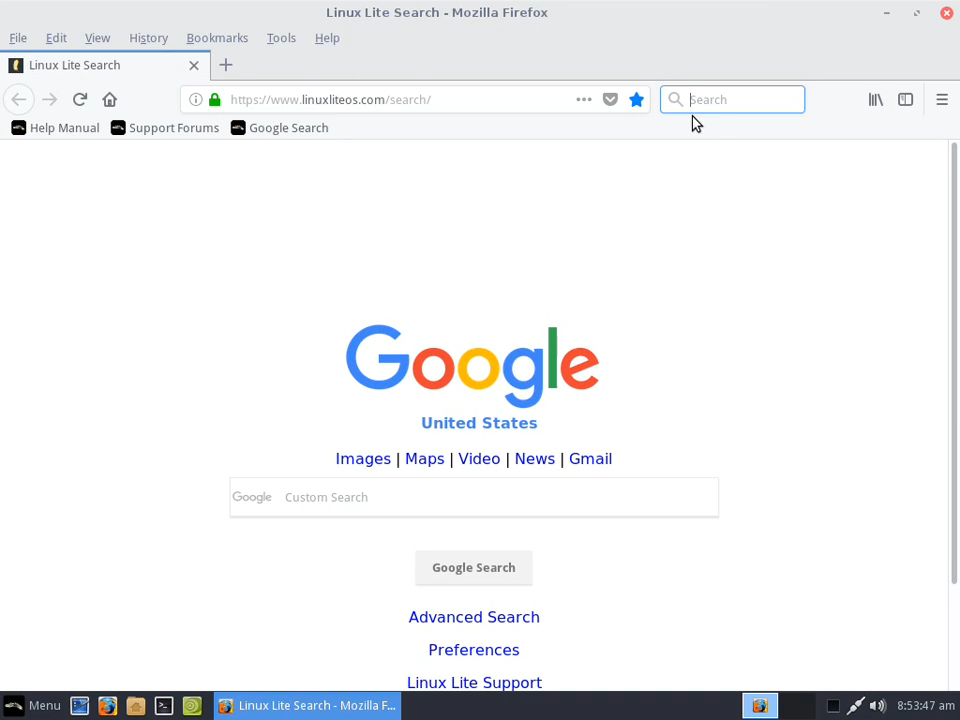 Linux Lite Search - Mozilla Firefox
File Edit View History Bookmarks Tools Help
Linux Lite Search
https://www.linuxliteos.com/search/
Search
Help Manual Support Forums Google Search
Google
United States
Images | Maps | Video | News | Gmail
Google Custom Search
Google Search
Advanced Search
Preferences
Linux Lite Support
Menu Linux Lite Search - Mozilla F... 8:53:47 am